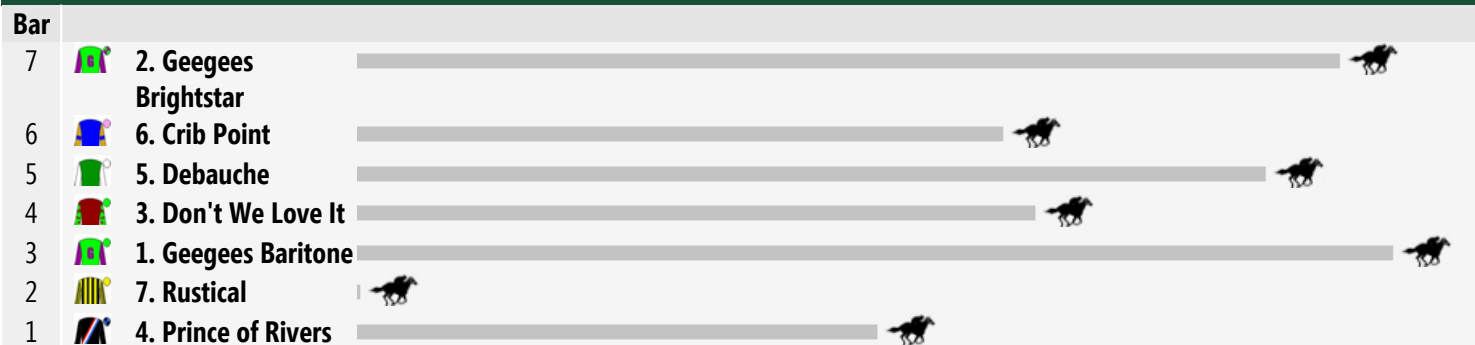 Bar
7 2. Geegees
Brightstar
6 6. Crib Point
5 5. Debauche
4 3. Don't We Love It
3 1. Geegees Baritone
2 7. Rustical
1 4. Prince of Rivers